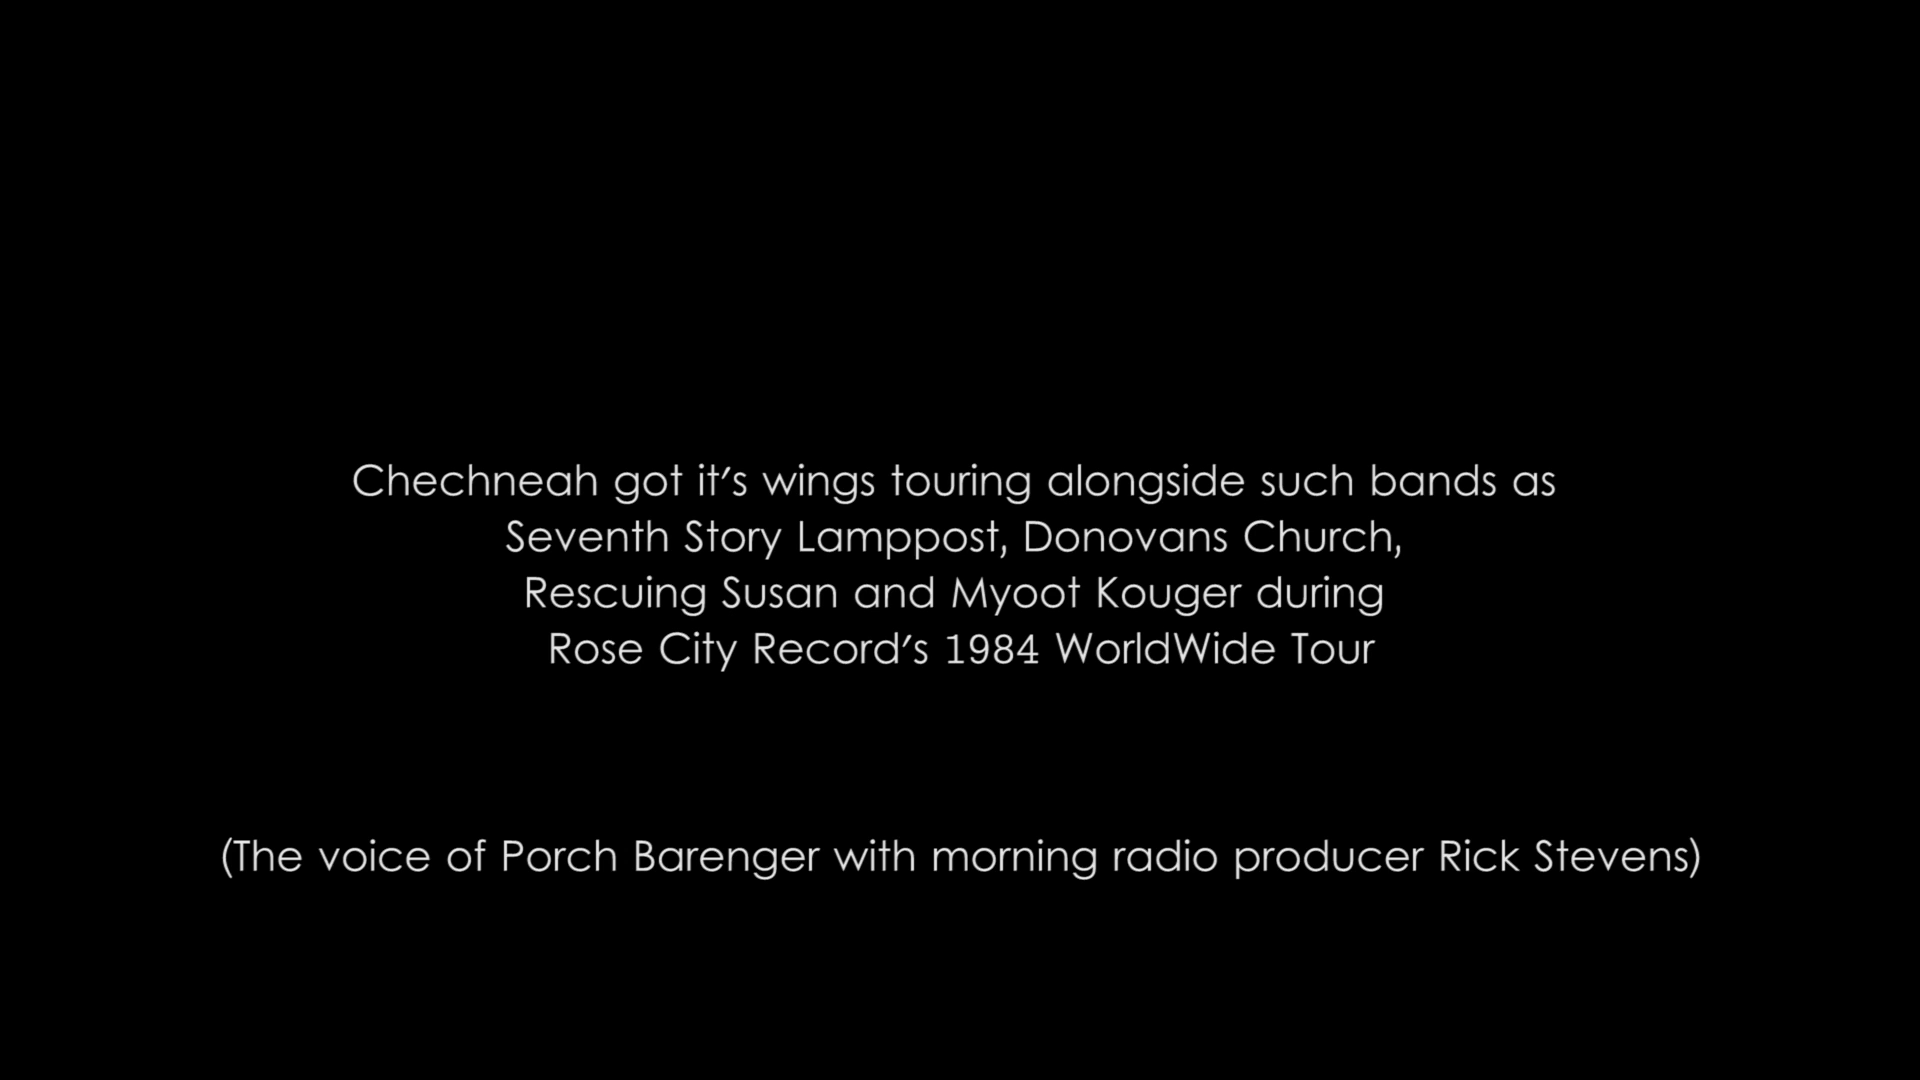 Chechneah got it's wings touring alongside such bands as
Seventh Story Lamppost, Donovans Church,
Rescuing Susan and Myoot Kouger during
Rose City Record's 1984 WorldWide Tour
(The voice of Porch Barenger with morning radio producer Rick Stevens)